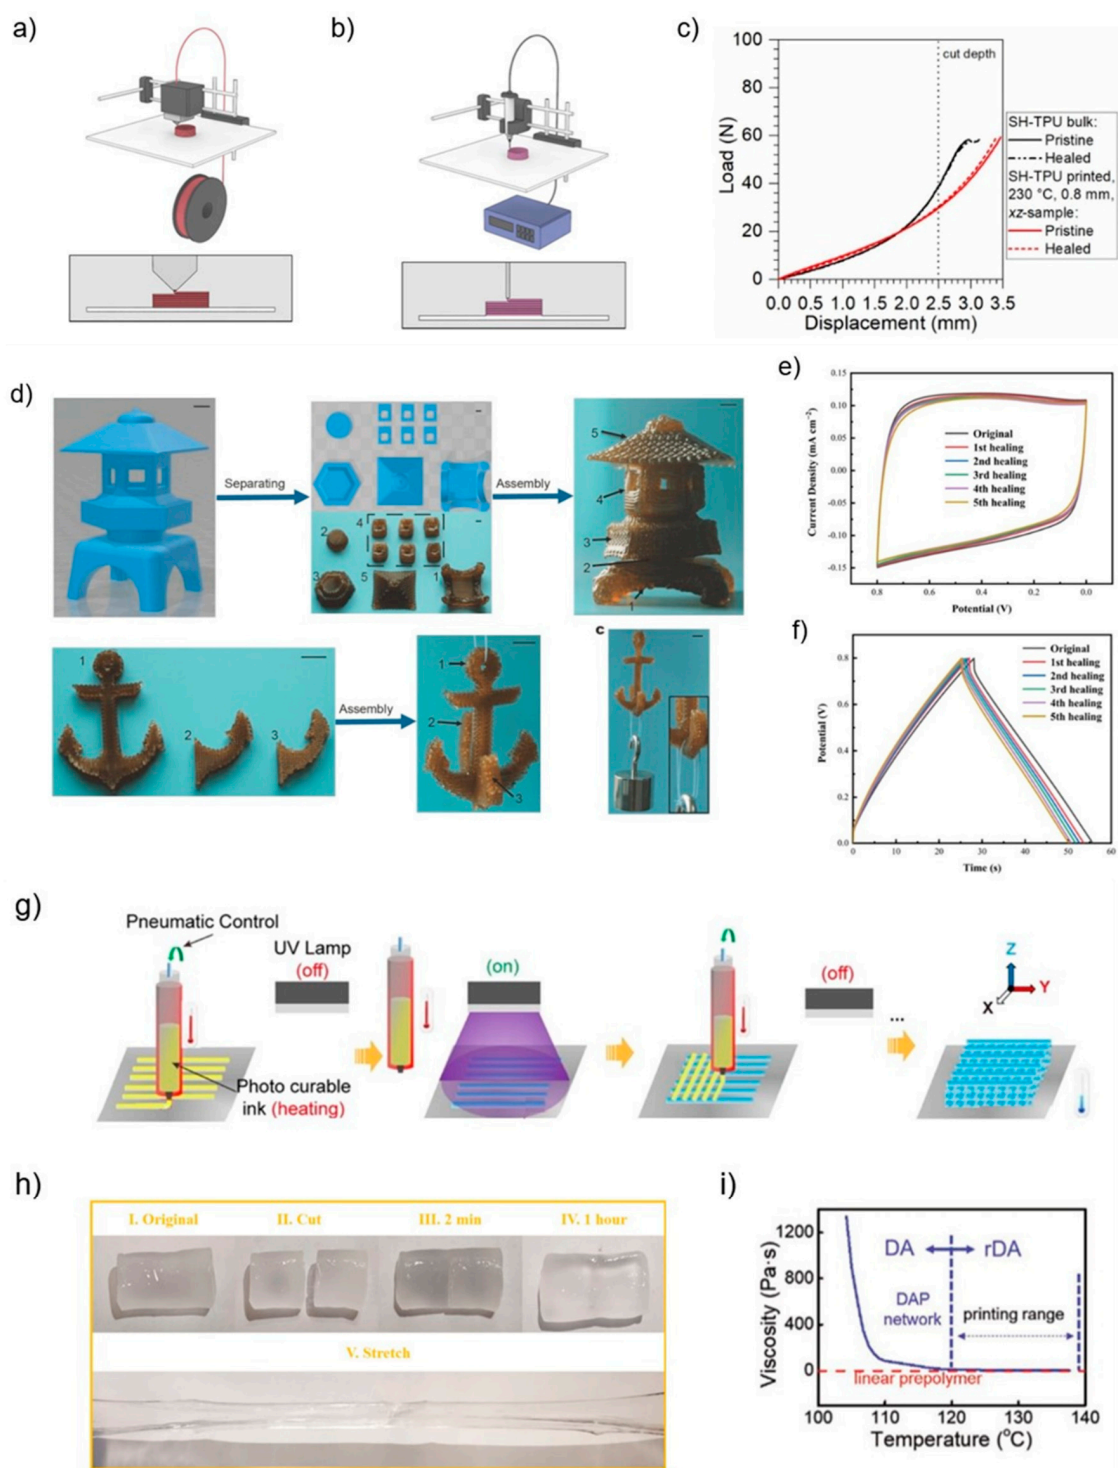 a)
b)
c)
100
80
60
40
20
0
Load (N)
cut depth
0.0 0.5 1.0 1.5 2.0 2.5 3.0 3.5
Displacement (mm)
SH-TPU bulk:
Pristine
Healed
SH-TPU printed,
230 °C, 0.8 mm,
xz-sample:
Pristine
Healed
d)
Separating
Assembly
4
2
3
5
1
5
4
3
2
1
1
2
3
Assembly
1
2
3
c
e)
0.15
0.10
0.05
0.00
-0.05
-0.10
-0.15
Current Density (mA cm⁻²)
Original
1st healing
2nd healing
3rd healing
4th healing
5th healing
0.8 0.6 0.4 0.2 0.0
Potential (V)
f)
0.8
0.6
0.4
0.2
0.0
Potential (V)
Original
1st healing
2nd healing
3rd healing
4th healing
5th healing
0 10 20 30 40 50 60
Time (s)
g)
Pneumatic Control
UV Lamp
(off)
(on)
(off)
...
Z
Y
X
Photo curable
ink (heating)
h)
I. Original
II. Cut
III. 2 min
IV. 1 hour
V. Stretch
i)
1200
800
400
0
Viscosity (Pa·s)
DA
rDA
DAP
network
printing range
linear prepolymer
100 110 120 130 140
Temperature (°C)